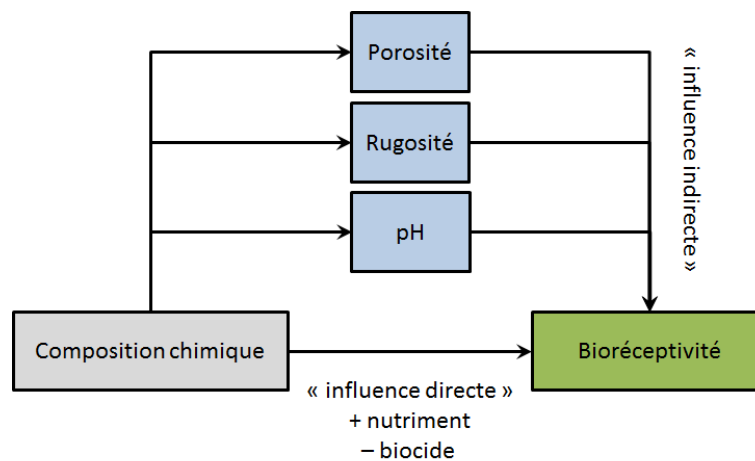 Porosité
Rugosité
pH
« influence indirecte »
Composition chimique
Bioréceptivité
« influence directe »
+ nutriment
– biocide